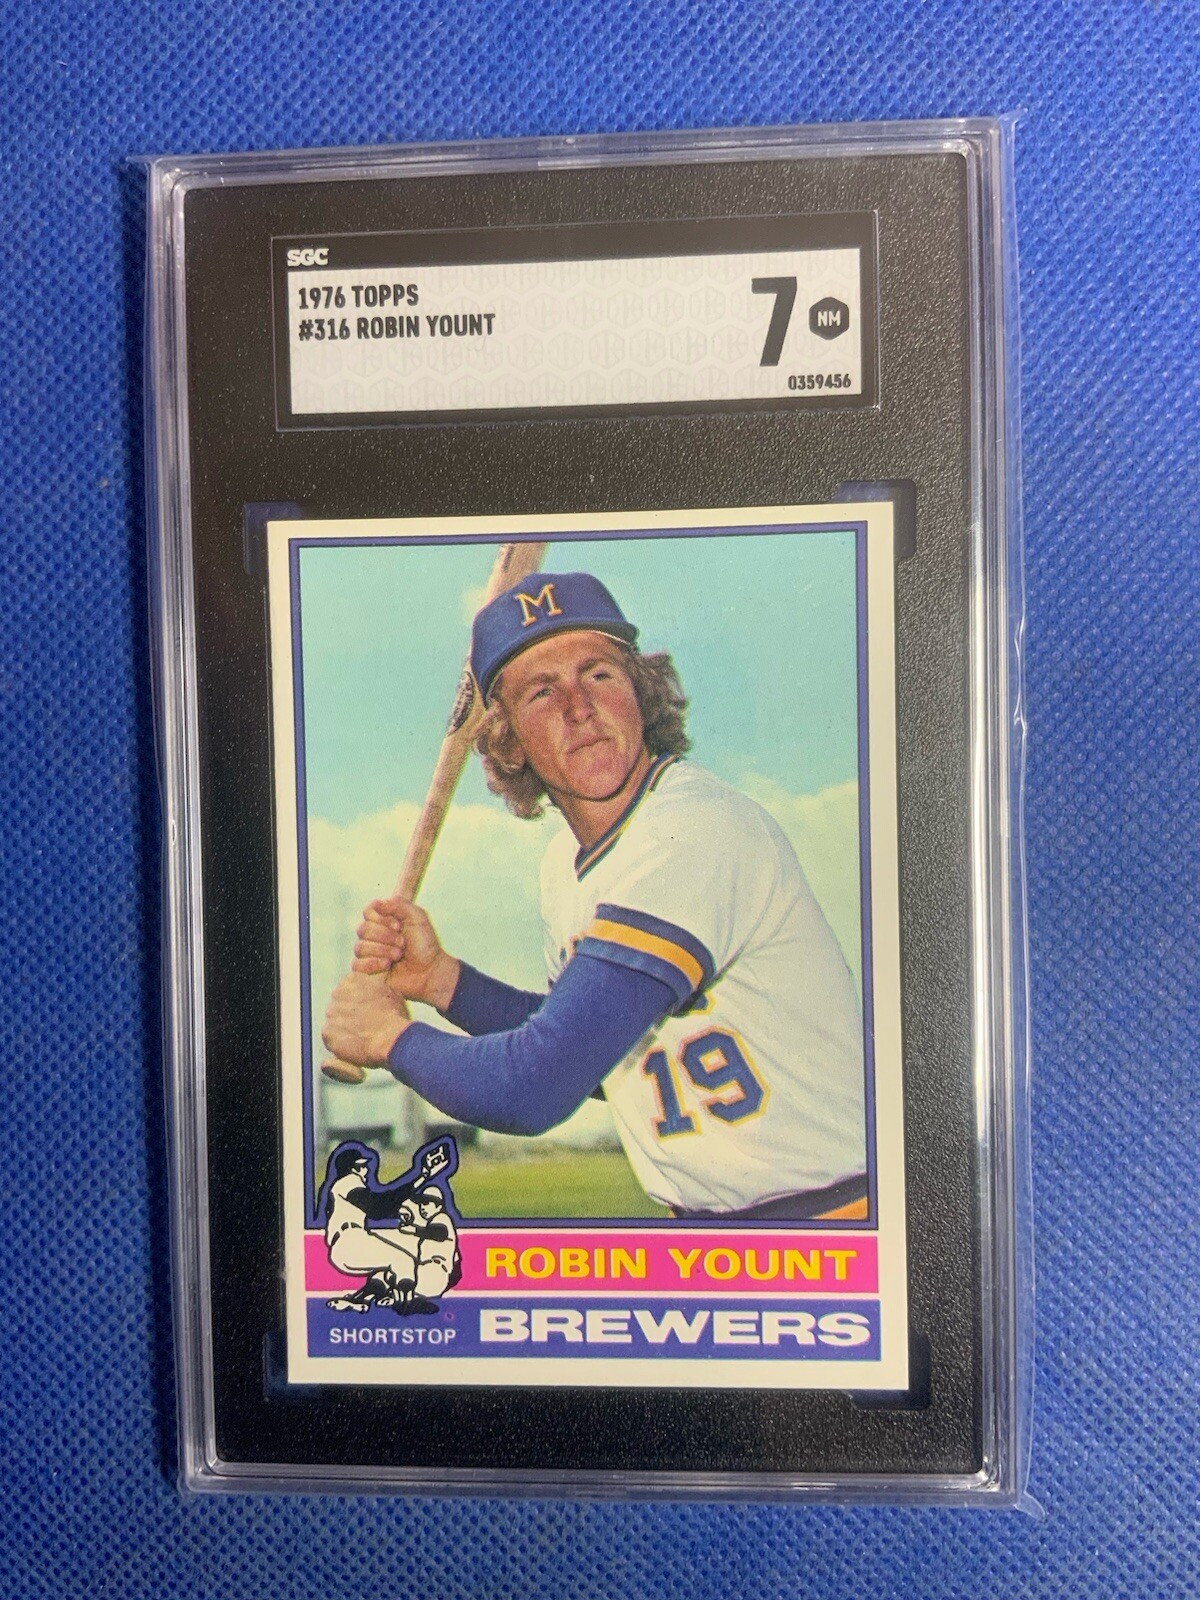 SGC
1976 TOPPS
#316 ROBIN YOUNT
7 NM
0359456
M
19
ROBIN YOUNT
SHORTSTOP BREWERS